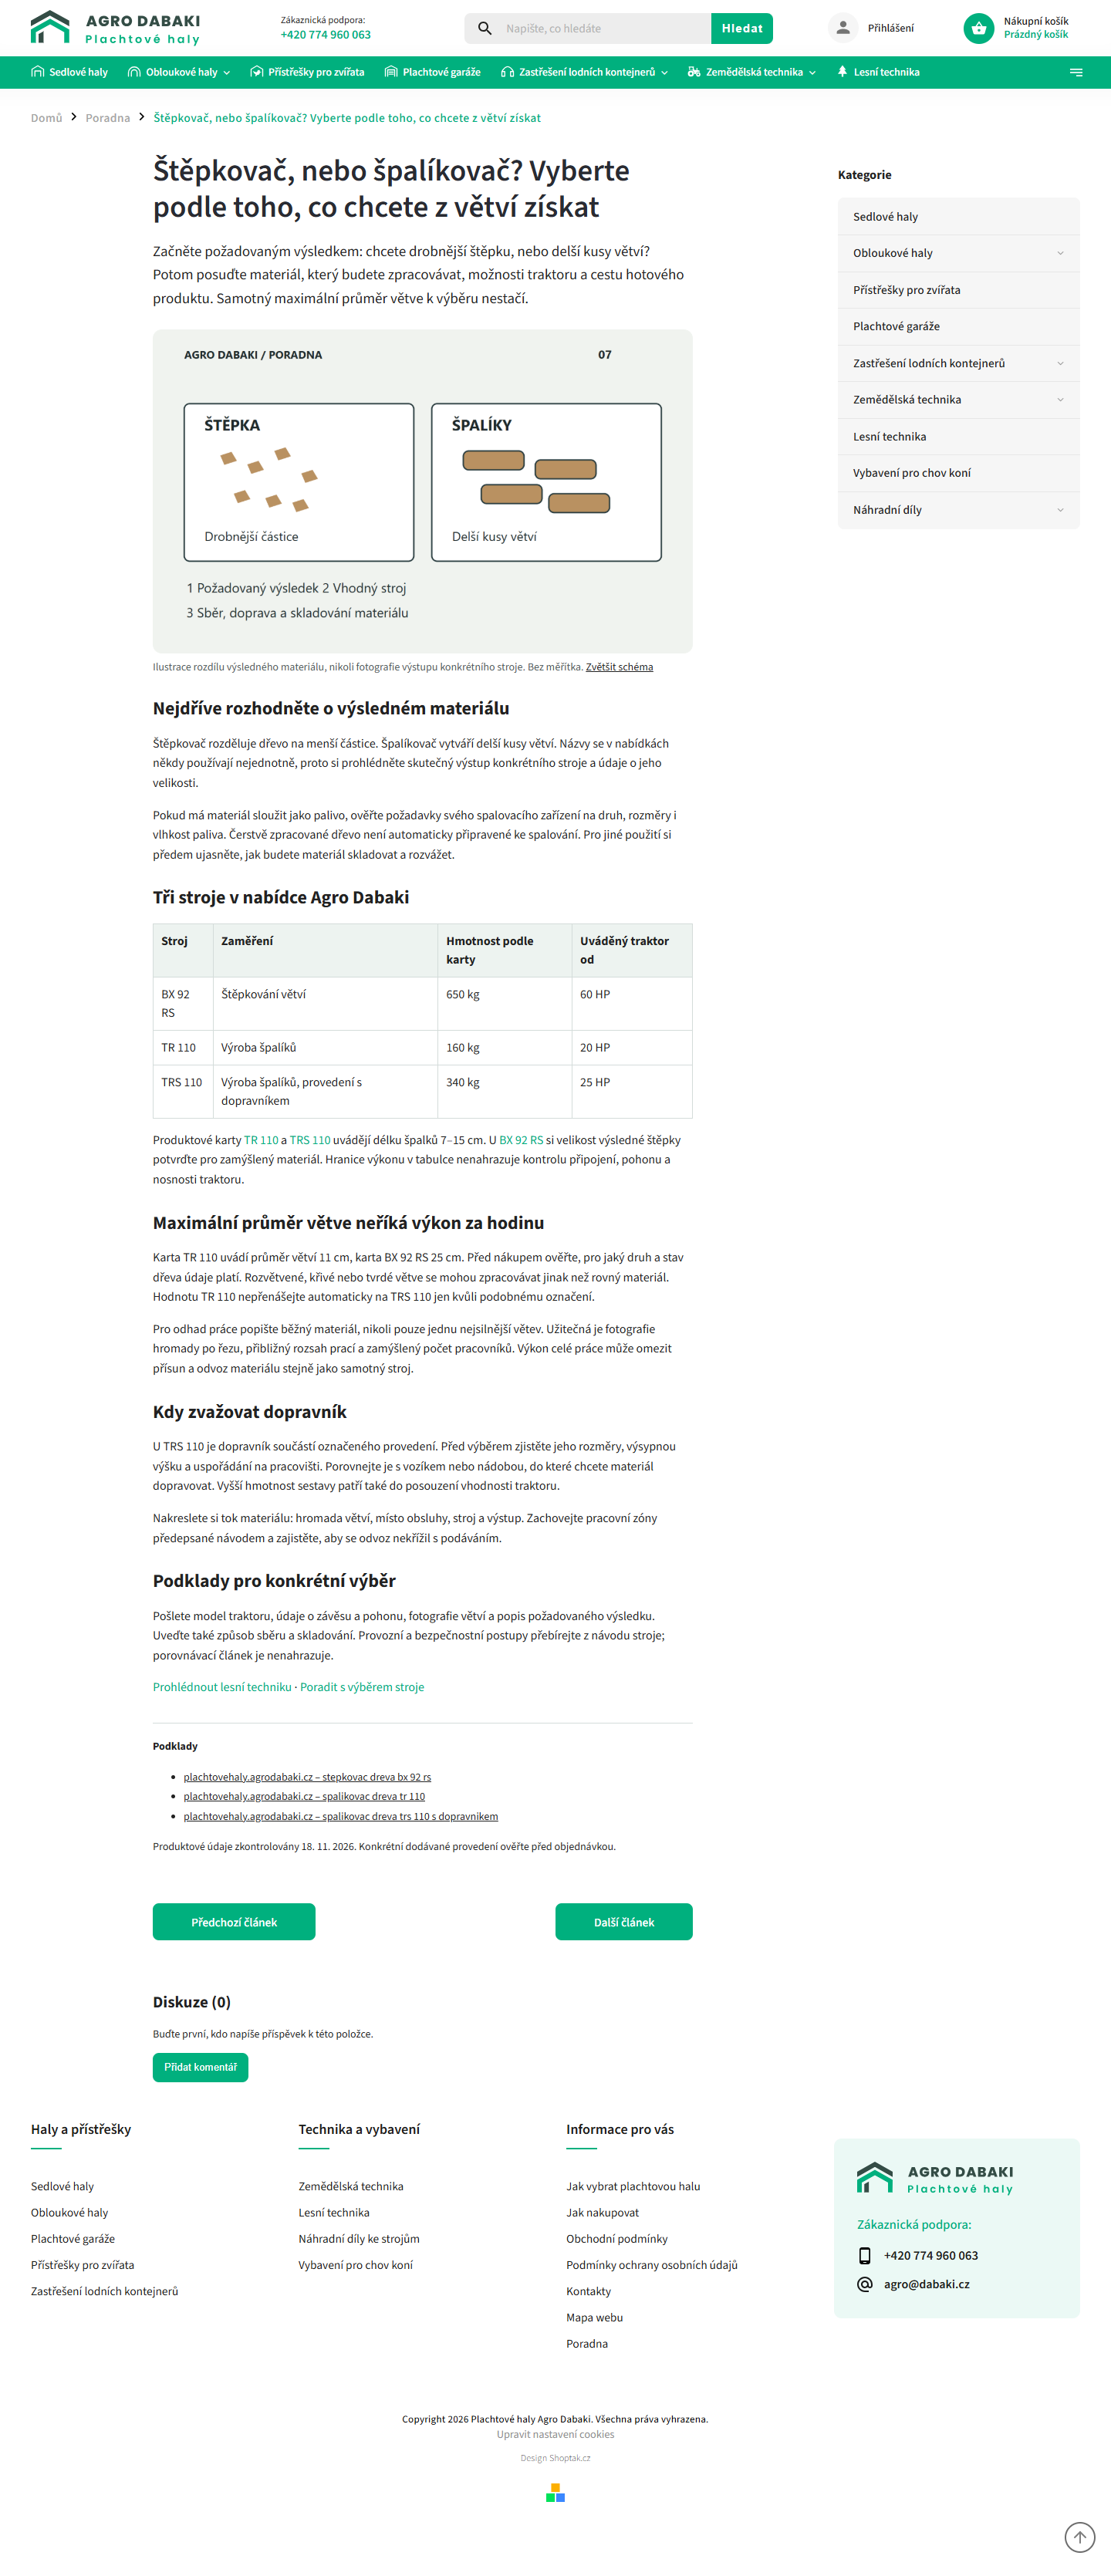 AGRO DABAKI
Plachtové haly
Zákaznická podpora:
+420 774 960 063
Napište, co hledáte
Hledat
Přihlášení
Nákupní košík
Prázdný košík
Sedlové haly
Obloukové haly
Přístřešky pro zvířata
Plachtové garáže
Zastřešení lodních kontejnerů
Zemědělská technika
Lesní technika
Domů
Poradna
Štěpkovač, nebo špalíkovač? Vyberte podle toho, co chcete z větví získat
Štěpkovač, nebo špalíkovač? Vyberte
podle toho, co chcete z větví získat
Začněte požadovaným výsledkem: chcete drobnější štěpku, nebo delší kusy větví?
Potom posuďte materiál, který budete zpracovávat, možnosti traktoru a cestu hotového
produktu. Samotný maximální průměr větve k výběru nestačí.
AGRO DABAKI / PORADNA
07
ŠTĚPKA
Drobnější částice
ŠPALÍKY
Delší kusy větví
1 Požadovaný výsledek 2 Vhodný stroj
3 Sběr, doprava a skladování materiálu
Ilustrace rozdílu výsledného materiálu, nikoli fotografie výstupu konkrétního stroje. Bez měřítka. Zvětšit schéma
Nejdříve rozhodněte o výsledném materiálu
Štěpkovač rozděluje dřevo na menší částice. Špalíkovač vytváří delší kusy větví. Názvy se v nabídkách
někdy používají nejednotně, proto si prohlédněte skutečný výstup konkrétního stroje a údaje o jeho
velikosti.
Pokud má materiál sloužit jako palivo, ověřte požadavky svého spalovacího zařízení na druh, rozměry i
vlhkost paliva. Čerstvě zpracované dřevo není automaticky připravené ke spalování. Pro jiné použití si
předem ujasněte, jak budete materiál skladovat a rozvážet.
Tři stroje v nabídce Agro Dabaki
Stroj
Zaměření
Hmotnost podle
karty
Uváděný traktor
od
BX 92
RS
Štěpkování větví
650 kg
60 HP
TR 110
Výroba špalíků
160 kg
20 HP
TRS 110
Výroba špalíků, provedení s
dopravníkem
340 kg
25 HP
Produktové karty TR 110 a TRS 110 uvádějí délku špalků 7–15 cm. U BX 92 RS si velikost výsledné štěpky
potvrďte pro zamýšlený materiál. Hranice výkonu v tabulce nenahrazuje kontrolu připojení, pohonu a
nosnosti traktoru.
Maximální průměr větve neříká výkon za hodinu
Karta TR 110 uvádí průměr větví 11 cm, karta BX 92 RS 25 cm. Před nákupem ověřte, pro jaký druh a stav
dřeva údaje platí. Rozvětvené, křivé nebo tvrdé větve se mohou zpracovávat jinak než rovný materiál.
Hodnotu TR 110 nepřenášejte automaticky na TRS 110 jen kvůli podobnému označení.
Pro odhad práce popište běžný materiál, nikoli pouze jednu nejsilnější větev. Užitečná je fotografie
hromady po řezu, přibližný rozsah prací a zamýšlený počet pracovníků. Výkon celé práce může omezit
přísun a odvoz materiálu stejně jako samotný stroj.
Kdy zvažovat dopravník
U TRS 110 je dopravník součástí označeného provedení. Před výběrem zjistěte jeho rozměry, výsypnou
výšku a uspořádání na pracovišti. Porovnejte je s vozíkem nebo nádobou, do které chcete materiál
dopravovat. Vyšší hmotnost sestavy patří také do posouzení vhodnosti traktoru.
Nakreslete si tok materiálu: hromada větví, místo obsluhy, stroj a výstup. Zachovejte pracovní zóny
předepsané návodem a zajistěte, aby se odvoz nekřížil s podáváním.
Podklady pro konkrétní výběr
Pošlete model traktoru, údaje o závěsu a pohonu, fotografie větví a popis požadovaného výsledku.
Uveďte také způsob sběru a skladování. Provozní a bezpečnostní postupy přebírejte z návodu stroje;
porovnávací článek je nenahrazuje.
Prohlédnout lesní techniku · Poradit s výběrem stroje
Podklady
plachtovehaly.agrodabaki.cz – stepkovac dreva bx 92 rs
plachtovehaly.agrodabaki.cz – spalikovac dreva tr 110
plachtovehaly.agrodabaki.cz – spalikovac dreva trs 110 s dopravnikem
Produktové údaje zkontrolovány 18. 11. 2026. Konkrétní dodávané provedení ověřte před objednávkou.
Předchozí článek
Další článek
Diskuze (0)
Buďte první, kdo napíše příspěvek k této položce.
Přidat komentář
Kategorie
Sedlové haly
Obloukové haly
Přístřešky pro zvířata
Plachtové garáže
Zastřešení lodních kontejnerů
Zemědělská technika
Lesní technika
Vybavení pro chov koní
Náhradní díly
Haly a přístřešky
Sedlové haly
Obloukové haly
Plachtové garáže
Přístřešky pro zvířata
Zastřešení lodních kontejnerů
Technika a vybavení
Zemědělská technika
Lesní technika
Náhradní díly ke strojům
Vybavení pro chov koní
Informace pro vás
Jak vybrat plachtovou halu
Jak nakupovat
Obchodní podmínky
Podmínky ochrany osobních údajů
Kontakty
Mapa webu
Poradna
AGRO DABAKI
Plachtové haly
Zákaznická podpora:
+420 774 960 063
agro@dabaki.cz
Copyright 2026 Plachtové haly Agro Dabaki. Všechna práva vyhrazena.
Upravit nastavení cookies
Design Shoptak.cz